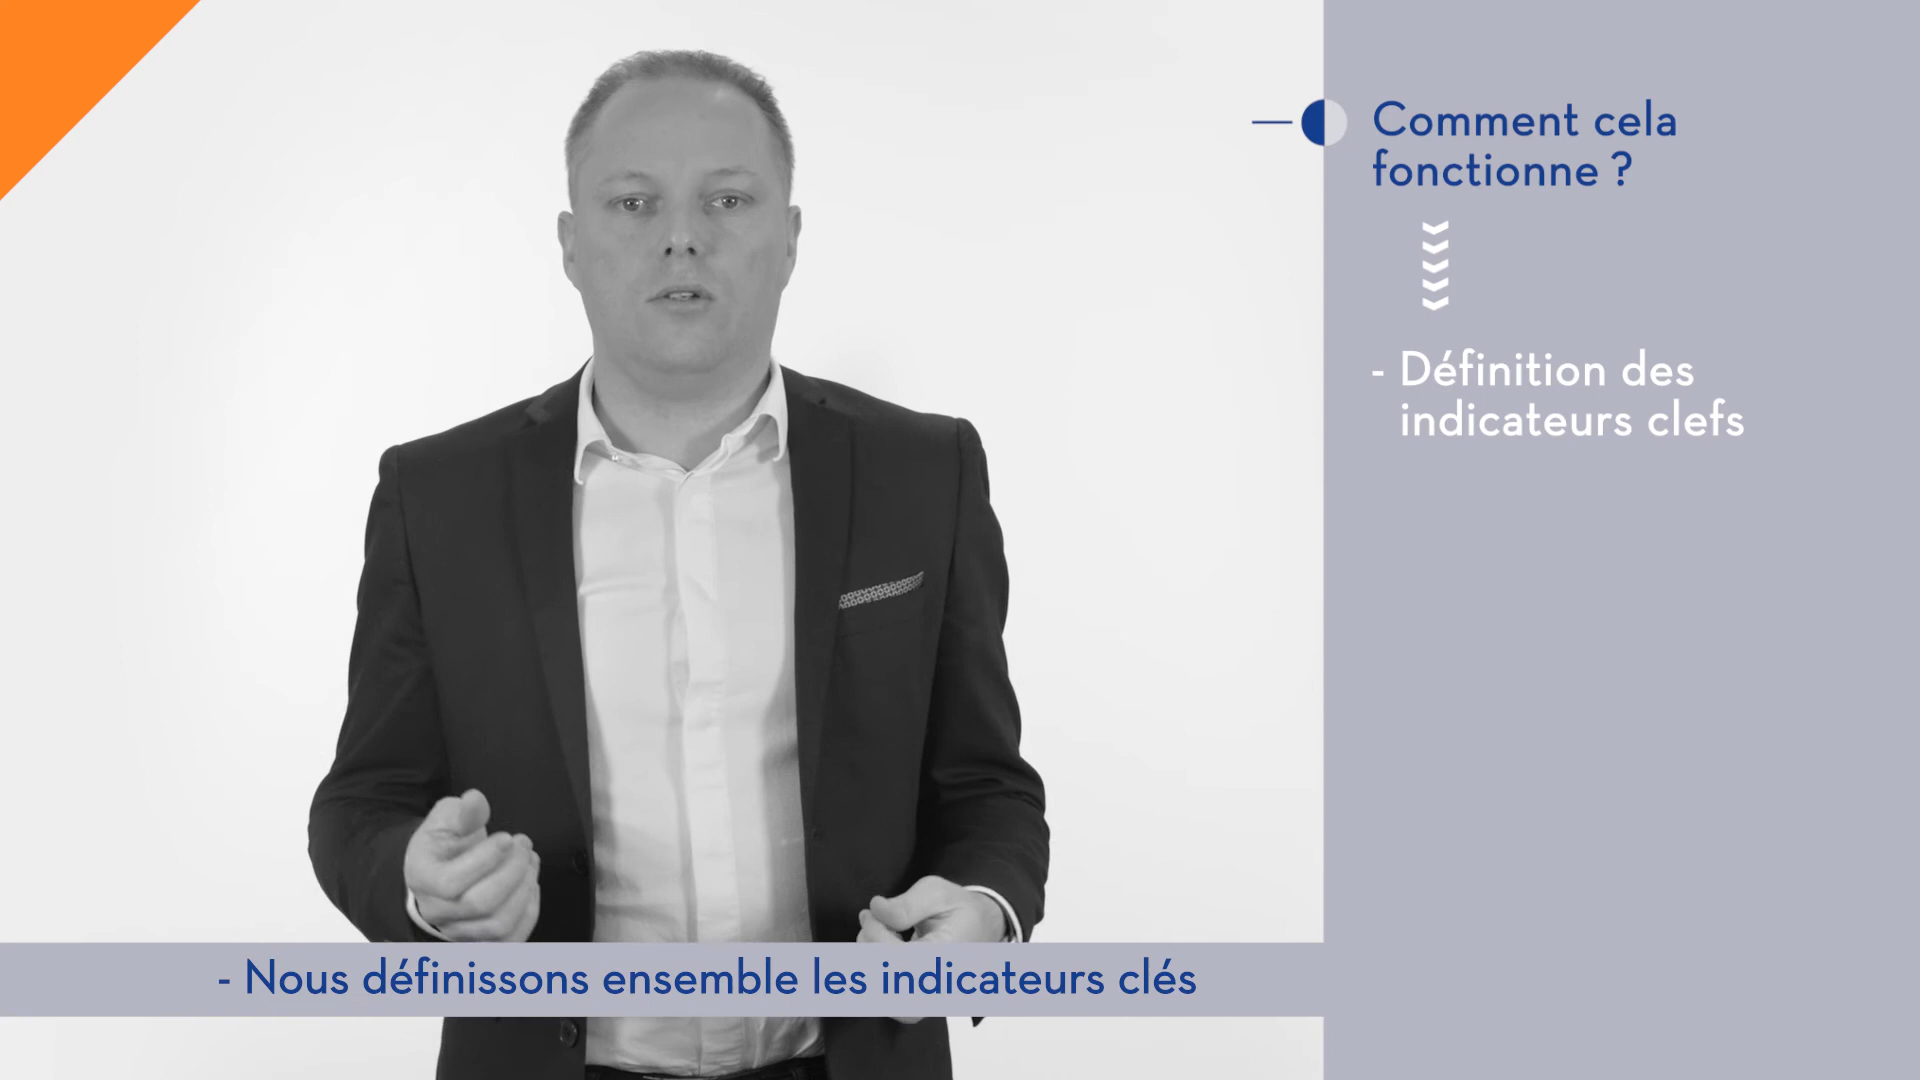 Comment cela
fonctionne ?
- Définition des
indicateurs clefs
- Nous définissons ensemble les indicateurs clés